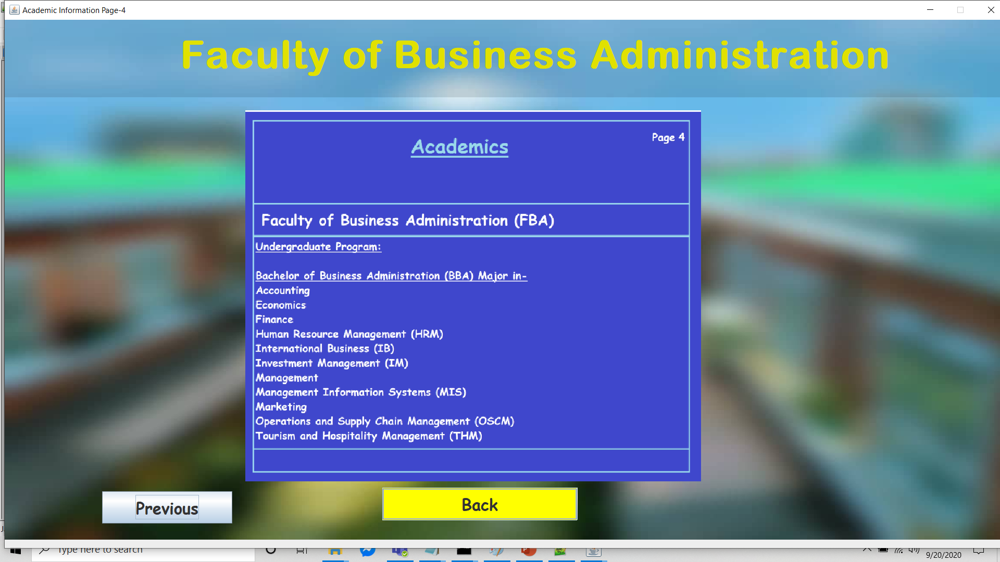 Academic Information Page-4
Faculty of Business Administration
Page 4
Academics
Faculty of Business Administration (FBA)
Undergraduate Program:
Bachelor of Business Administration (BBA) Major in-
Accounting
Economics
Finance
Human Resource Management (HRM)
International Business (IB)
Investment Management (IM)
Management
Management Information Systems (MIS)
Marketing
Operations and Supply Chain Management (OSCM)
Tourism and Hospitality Management (THM)
Previous
Back
Type here to search
9/20/2020